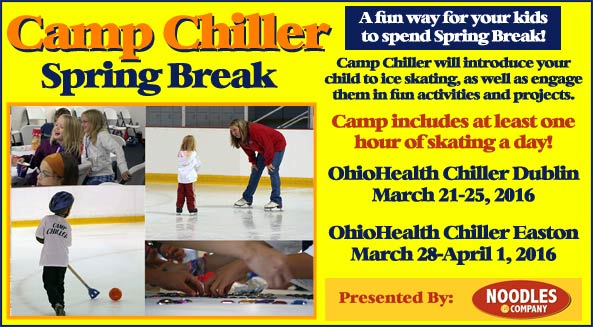 Camp Chiller
Spring Break
A fun way for your kids
to spend Spring Break!
Camp Chiller will introduce your
child to ice skating, as well as engage
them in fun activities and projects.
Camp includes at least one
hour of skating a day!
OhioHealth Chiller Dublin
March 21-25, 2016
OhioHealth Chiller Easton
March 28-April 1, 2016
Presented By:
NOODLES
& COMPANY
CAMP
CHILLER